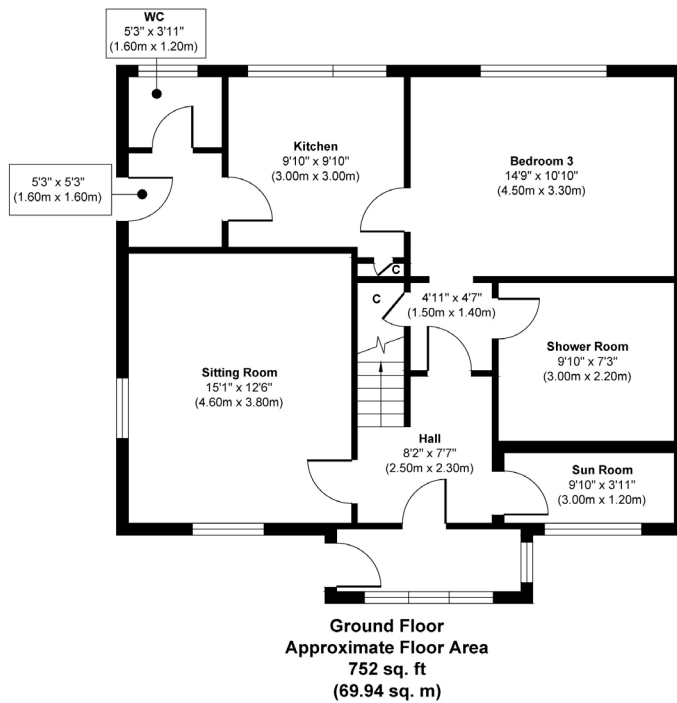 WC
5'3" x 3'11"
(1.60m x 1.20m)
Kitchen
9'10" x 9'10"
(3.00m x 3.00m)
Bedroom 3
14'9" x 10'10"
(4.50m x 3.30m)
5'3" x 5'3"
(1.60m x 1.60m)
C
C
4'11" x 4'7"
(1.50m x 1.40m)
Shower Room
9'10" x 7'3"
(3.00m x 2.20m)
Sitting Room
15'1" x 12'6"
(4.60m x 3.80m)
Hall
8'2" x 7'7"
(2.50m x 2.30m)
Sun Room
9'10" x 3'11"
(3.00m x 1.20m)
Ground Floor
Approximate Floor Area
752 sq. ft
(69.94 sq. m)